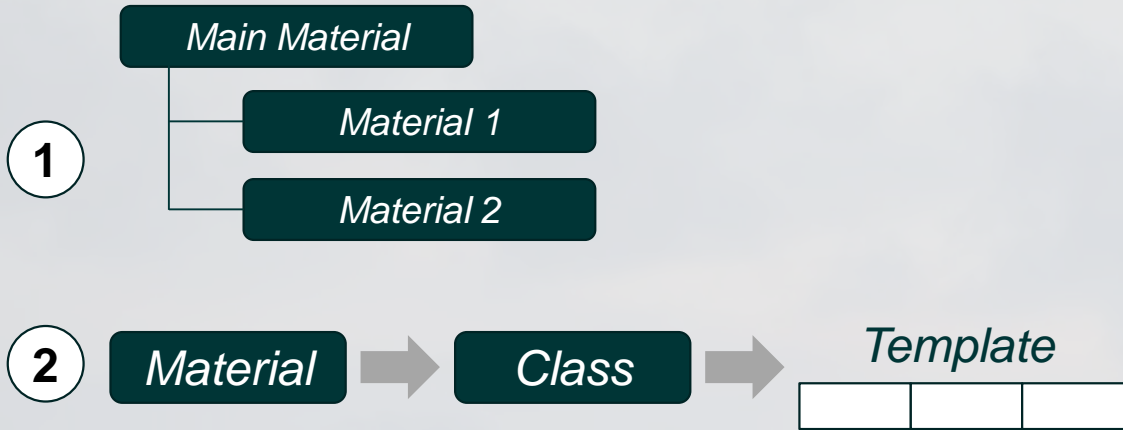 Main Material
Material 1
1
Material 2
2
Material
Class
Template